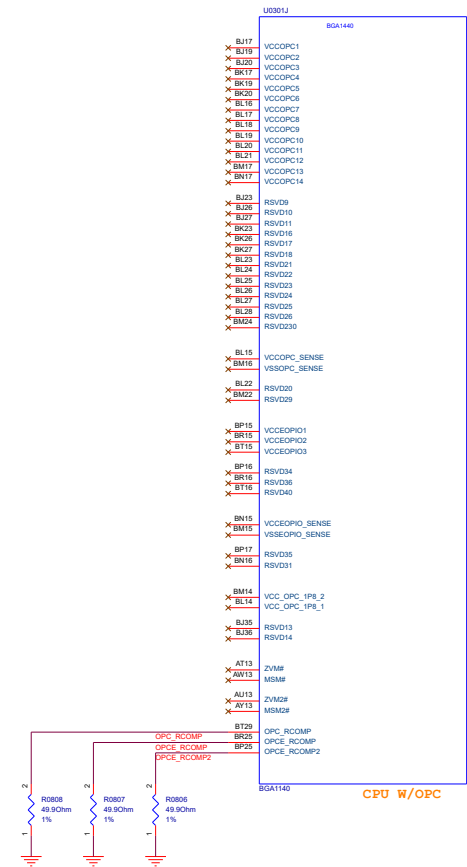 U0301J
BGA1440
BJ17 VCCOPC1
BJ19 VCCOPC2
BJ20 VCCOPC3
BK17 VCCOPC4
BK19 VCCOPC5
BK20 VCCOPC6
BL16 VCCOPC7
BL17 VCCOPC8
BL18 VCCOPC9
BL19 VCCOPC10
BL20 VCCOPC11
BL21 VCCOPC12
BM17 VCCOPC13
BN17 VCCOPC14
BJ23 RSVD9
BJ26 RSVD10
BJ27 RSVD11
BK23 RSVD16
BK26 RSVD17
BK27 RSVD18
BL23 RSVD21
BL24 RSVD22
BL25 RSVD23
BL26 RSVD24
BL27 RSVD25
BL28 RSVD26
BM24 RSVD230
BL15 VCCOPC_SENSE
BM16 VSSOPC_SENSE
BL22 RSVD20
BM22 RSVD29
BP15 VCCEOPIO1
BR15 VCCEOPIO2
BT15 VCCEOPIO3
BP16 RSVD34
BR16 RSVD36
BT16 RSVD40
BN15 VCCEOPIO_SENSE
BM15 VSSEOPIO_SENSE
BP17 RSVD35
BN16 RSVD31
BM14 VCC_OPC_1P8_2
BL14 VCC_OPC_1P8_1
BJ35 RSVD13
BJ36 RSVD14
AT13 ZVM#
AW13 MSM#
AU13 ZVM2#
AY13 MSM2#
OPC_RCOMP BT29 OPC_RCOMP
OPCE_RCOMP BR25 OPCE_RCOMP
OPCE_RCOMP2 BP25 OPCE_RCOMP2
BGA1140
CPU W/OPC
2 2 2
R0808 R0807 R0806
49.9Ohm 49.9Ohm 49.9Ohm
1% 1% 1%
1 1 1